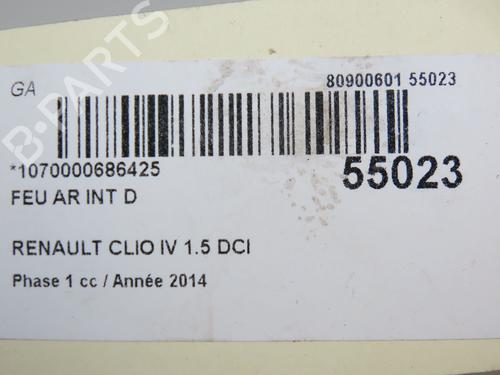 GA
80900601 55023
*1070000686425
55023
FEU AR INT D
RENAULT CLIO IV 1.5 DCI
Phase 1 cc / Année 2014
B-PARTS